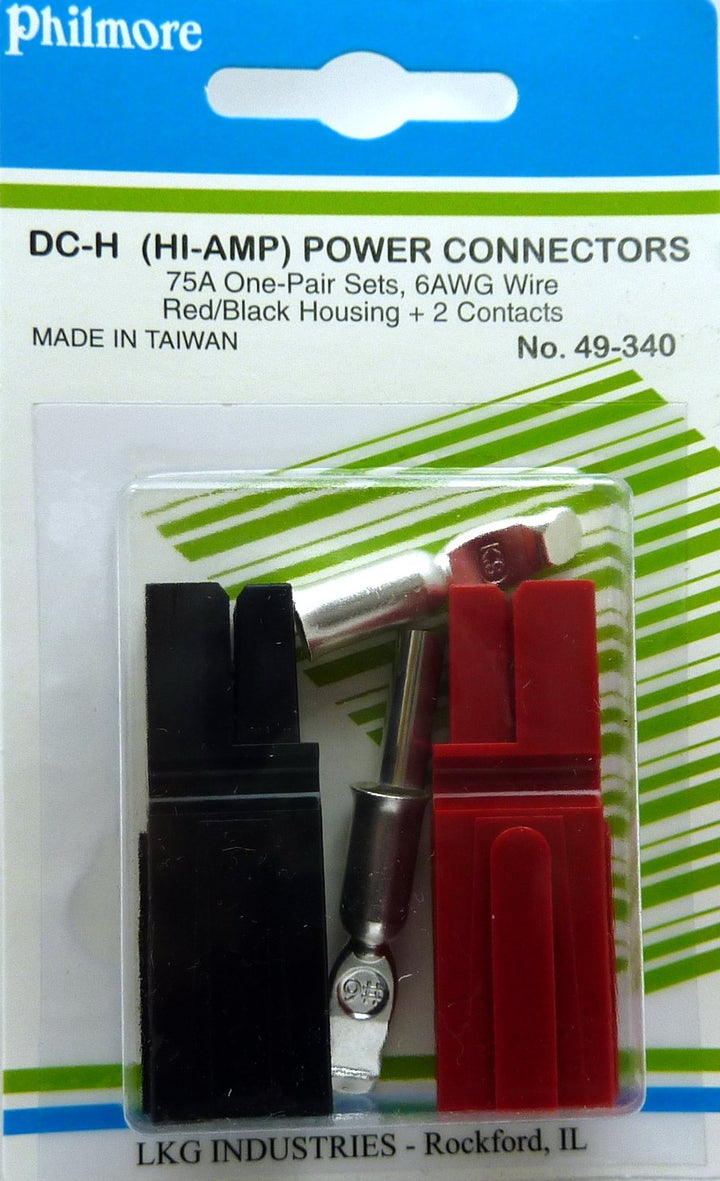 Philmore
DC-H (HI-AMP) POWER CONNECTORS
75A One-Pair Sets, 6AWG Wire
Red/Black Housing + 2 Contacts
MADE IN TAIWAN
No. 49-340
#6
LKG INDUSTRIES - Rockford, IL